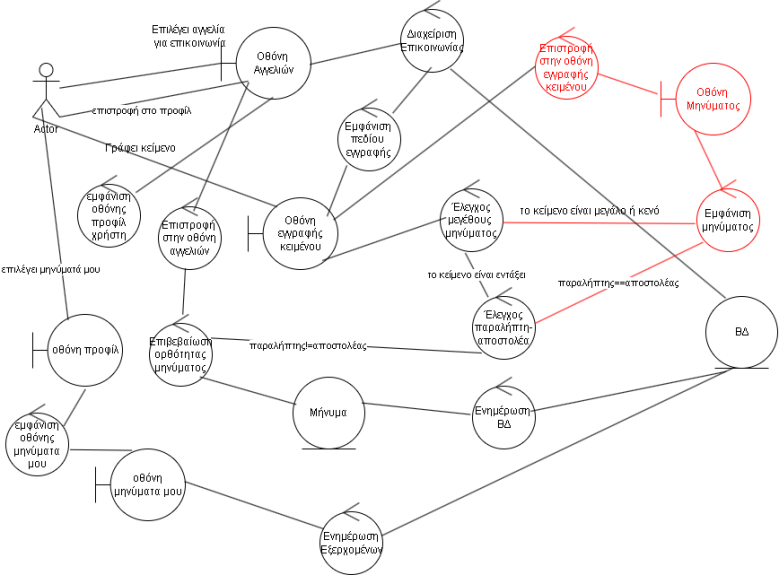 Επιλέγει αγγελία
για επικοινωνία
Οθόνη
Αγγελιών
Διαχείριση
Επικοινωνίας
Επιστροφή
στην οθόνη
εγγραφής
κειμένου
Οθόνη
Μηνύματος
επιστροφή στο προφίλ
Actor
Γράφει κείμενο
Εμφάνιση
πεδίου
εγγραφής
εμφάνιση
οθόνης
προφίλ
χρήστη
Επιστροφή
στην οθόνη
αγγελιών
Οθόνη
εγγραφής
κειμένου
Έλεγχος
μεγέθους
μηνύματος
το κείμενο είναι μεγάλο ή κενό
Εμφάνιση
μηνύματος
επιλέγει μηνύματά μου
το κείμενο είναι εντάξει
παραλήπτης==αποστολέας
οθόνη προφίλ
Επιβεβαίωση
ορθότητας
μηνύματος
παραλήπτης!=αποστολέας
Έλεγχος
παραλήπτη-
αποστολέα
ΒΔ
εμφάνιση
οθόνης
μηνύματα
μου
Μήνυμα
Ενημέρωση
ΒΔ
οθόνη
μηνύματα μου
Ενημέρωση
Εξερχομένων